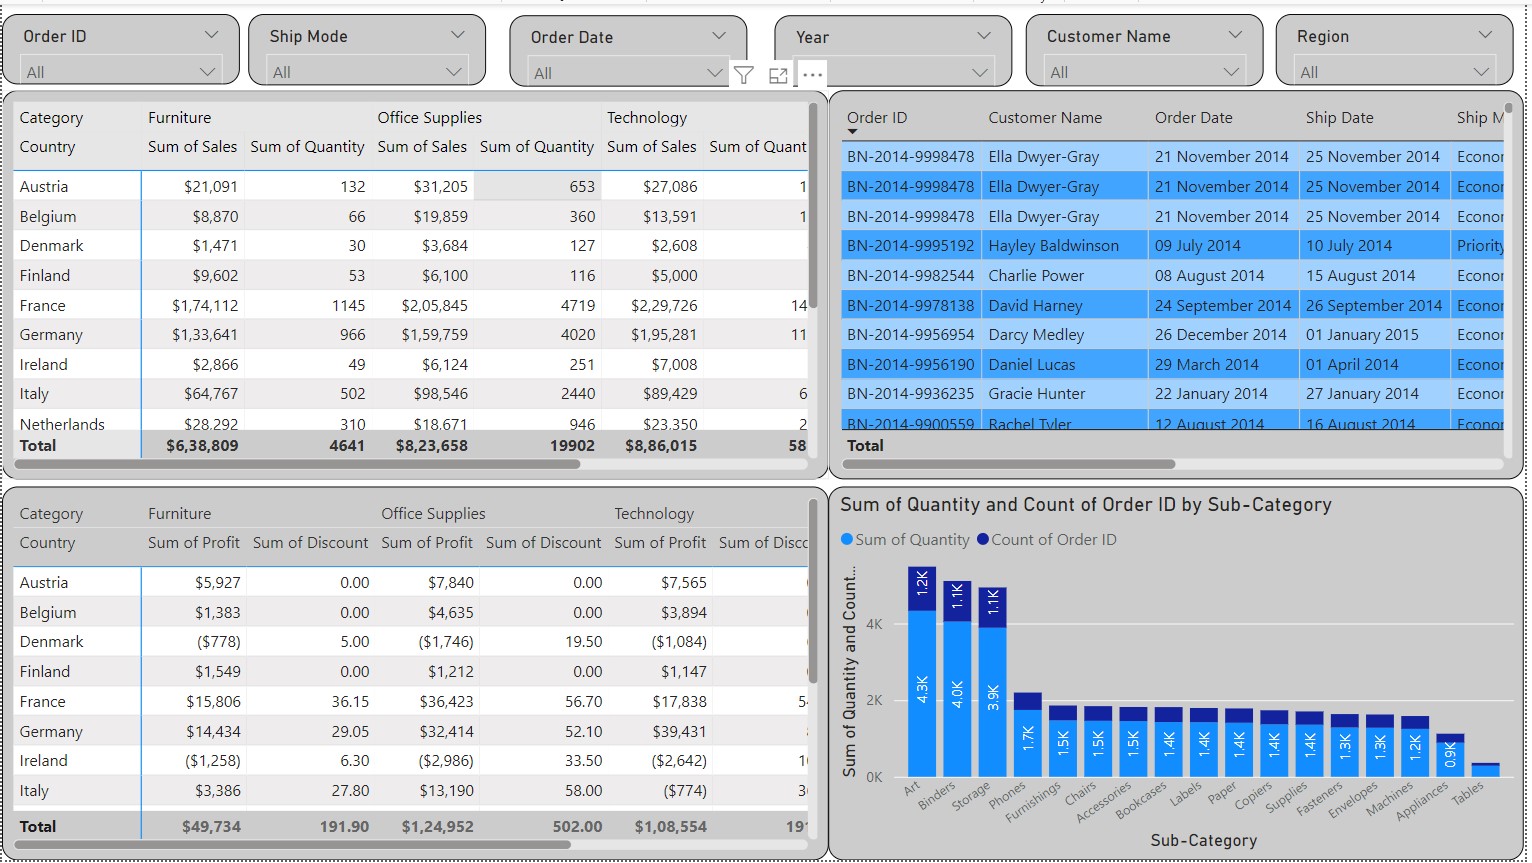 Order ID Ship Mode Order Date Year Customer Name Region
All All All All All
Category Furniture Office Supplies Technology
Country Sum of Sales Sum of Quantity Sum of Sales Sum of Quantity Sum of Sales Sum of Quant
Austria $21,091 132 $31,205 653 $27,086 1
Belgium $8,870 66 $19,859 360 $13,591 1
Denmark $1,471 30 $3,684 127 $2,608
Finland $9,602 53 $6,100 116 $5,000
France $1,74,112 1145 $2,05,845 4719 $2,29,726 14
Germany $1,33,641 966 $1,59,759 4020 $1,95,281 11
Ireland $2,866 49 $6,124 251 $7,008
Italy $64,767 502 $98,546 2440 $89,429 6
Netherlands $28,292 310 $18,671 946 $23,350 2
Total $6,38,809 4641 $8,23,658 19902 $8,86,015 58
Order ID Customer Name Order Date Ship Date Ship M
BN-2014-9998478 Ella Dwyer-Gray 21 November 2014 25 November 2014 Econor
BN-2014-9998478 Ella Dwyer-Gray 21 November 2014 25 November 2014 Econor
BN-2014-9998478 Ella Dwyer-Gray 21 November 2014 25 November 2014 Econor
BN-2014-9995192 Hayley Baldwinson 09 July 2014 10 July 2014 Priority
BN-2014-9982544 Charlie Power 08 August 2014 15 August 2014 Econor
BN-2014-9978138 David Harney 24 September 2014 26 September 2014 Econor
BN-2014-9956954 Darcy Medley 26 December 2014 01 January 2015 Econor
BN-2014-9956190 Daniel Lucas 29 March 2014 01 April 2014 Econor
BN-2014-9936235 Gracie Hunter 22 January 2014 27 January 2014 Econor
BN-2014-9900559 Rachel Tyler 12 August 2014 16 August 2014 Econor
Total
Category Furniture Office Supplies Technology
Country Sum of Profit Sum of Discount Sum of Profit Sum of Discount Sum of Profit Sum of Disco
Austria $5,927 0.00 $7,840 0.00 $7,565
Belgium $1,383 0.00 $4,635 0.00 $3,894
Denmark ($778) 5.00 ($1,746) 19.50 ($1,084)
Finland $1,549 0.00 $1,212 0.00 $1,147
France $15,806 36.15 $36,423 56.70 $17,838 5
Germany $14,434 29.05 $32,414 52.10 $39,431
Ireland ($1,258) 6.30 ($2,986) 33.50 ($2,642) 1
Italy $3,386 27.80 $13,190 58.00 ($774) 3
Total $49,734 191.90 $1,24,952 502.00 $1,08,554 19
Sum of Quantity and Count of Order ID by Sub-Category
Sum of Quantity Count of Order ID
Sum of Quantity and Count...
4K
2K
0K
1.2K 1.1K 1.1K
4.3K 4.0K 3.9K 1.7K 1.5K 1.5K 1.5K 1.4K 1.4K 1.4K 1.4K 1.4K 1.3K 1.3K 1.2K 0.9K
Art Binders Storage Phones Furnishings Chairs Accessories Bookcases Labels Paper Copiers Supplies Fasteners Envelopes Machines Appliances Tables
Sub-Category